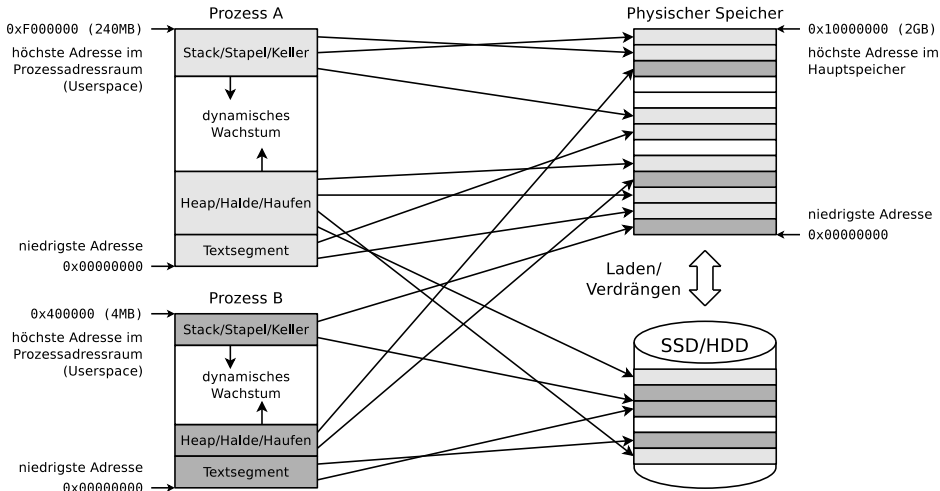 Prozess A
0xF000000 (240MB)
höchste Adresse im
Prozessadressraum
(Userspace)
Stack/Stapel/Keller
dynamisches
Wachstum
Heap/Halde/Haufen
Textsegment
niedrigste Adresse
0x00000000
Prozess B
0x400000 (4MB)
höchste Adresse im
Prozessadressraum
(Userspace)
Stack/Stapel/Keller
dynamisches
Wachstum
Heap/Halde/Haufen
Textsegment
niedrigste Adresse
0x00000000
Physischer Speicher
0x10000000 (2GB)
höchste Adresse im
Hauptspeicher
niedrigste Adresse
0x00000000
Laden/
Verdrängen
SSD/HDD